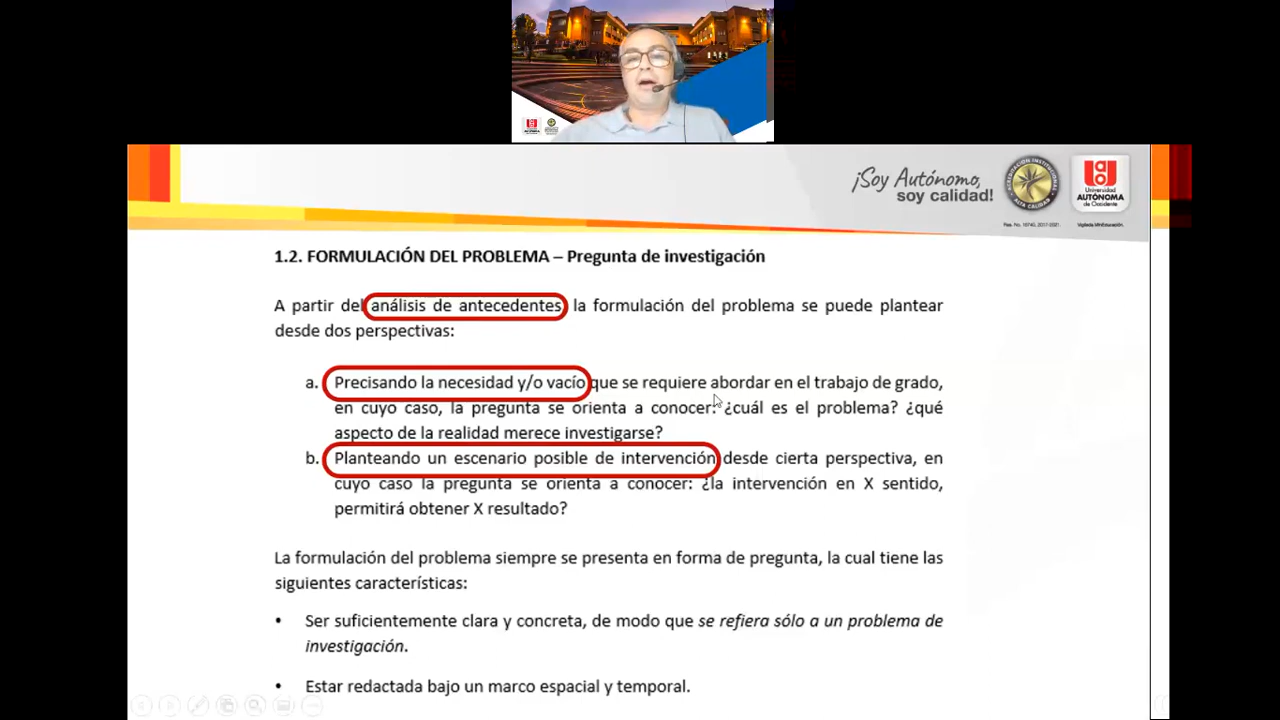 ¡Soy Autónomo,
soy calidad!
ACREDITACIÓN INSTITUCIONAL
ALTA CALIDAD
Universidad
AUTÓNOMA
de Occidente
Vigilada MinEducación.
1.2. FORMULACIÓN DEL PROBLEMA – Pregunta de investigación
A partir del análisis de antecedentes la formulación del problema se puede plantear
desde dos perspectivas:
a. Precisando la necesidad y/o vacío que se requiere abordar en el trabajo de grado,
en cuyo caso, la pregunta se orienta a conocer: ¿cuál es el problema? ¿qué
aspecto de la realidad merece investigarse?
b. Planteando un escenario posible de intervención desde cierta perspectiva, en
cuyo caso la pregunta se orienta a conocer: ¿la intervención en X sentido,
permitirá obtener X resultado?
La formulación del problema siempre se presenta en forma de pregunta, la cual tiene las
siguientes características:
• Ser suficientemente clara y concreta, de modo que se refiera sólo a un problema de
investigación.
• Estar redactada bajo un marco espacial y temporal.